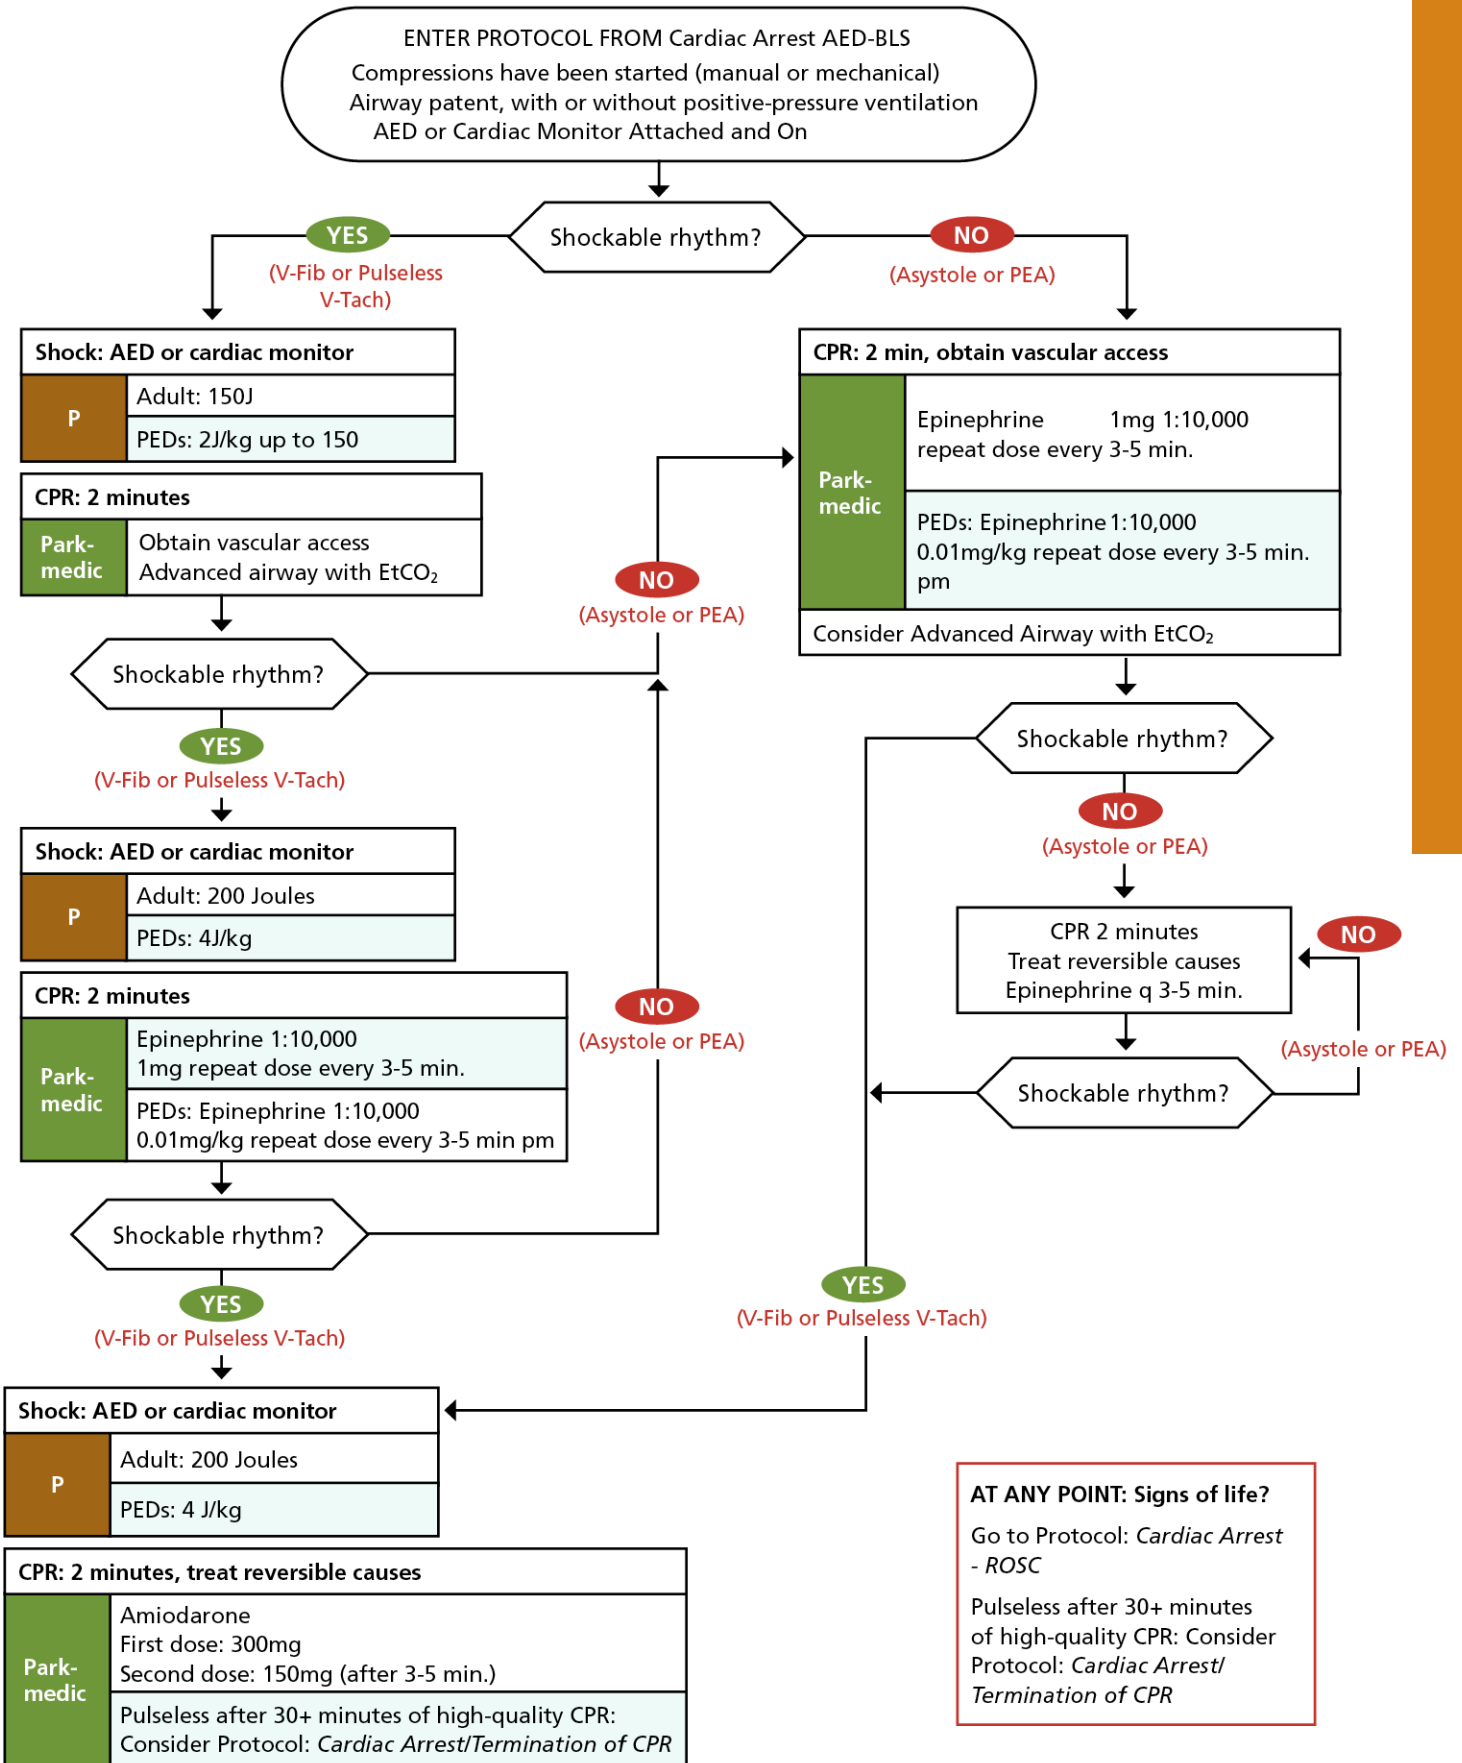 ENTER PROTOCOL FROM Cardiac Arrest AED-BLS
Compressions have been started (manual or mechanical)
Airway patent, with or without positive-pressure ventilation
AED or Cardiac Monitor Attached and On
Shockable rhythm?
YES
(V-Fib or Pulseless
V-Tach)
NO
(Asystole or PEA)
Shock: AED or cardiac monitor
P
Adult: 150J
PEDs: 2J/kg up to 150
CPR: 2 minutes
Park-
medic
Obtain vascular access
Advanced airway with EtCO₂
Shockable rhythm?
NO
(Asystole or PEA)
YES
(V-Fib or Pulseless V-Tach)
Shock: AED or cardiac monitor
P
Adult: 200 Joules
PEDs: 4J/kg
CPR: 2 minutes
Park-
medic
Epinephrine 1:10,000
1mg repeat dose every 3-5 min.
PEDs: Epinephrine 1:10,000
0.01mg/kg repeat dose every 3-5 min pm
NO
(Asystole or PEA)
Shockable rhythm?
YES
(V-Fib or Pulseless V-Tach)
Shock: AED or cardiac monitor
P
Adult: 200 Joules
PEDs: 4 J/kg
CPR: 2 minutes, treat reversible causes
Park-
medic
Amiodarone
First dose: 300mg
Second dose: 150mg (after 3-5 min.)
Pulseless after 30+ minutes of high-quality CPR:
Consider Protocol: Cardiac Arrest/Termination of CPR
CPR: 2 min, obtain vascular access
Park-
medic
Epinephrine 1mg 1:10,000
repeat dose every 3-5 min.
PEDs: Epinephrine 1:10,000
0.01mg/kg repeat dose every 3-5 min.
pm
Consider Advanced Airway with EtCO₂
Shockable rhythm?
NO
(Asystole or PEA)
CPR 2 minutes
Treat reversible causes
Epinephrine q 3-5 min.
NO
(Asystole or PEA)
Shockable rhythm?
YES
(V-Fib or Pulseless V-Tach)
AT ANY POINT: Signs of life?
Go to Protocol: Cardiac Arrest
- ROSC
Pulseless after 30+ minutes
of high-quality CPR: Consider
Protocol: Cardiac Arrest/
Termination of CPR